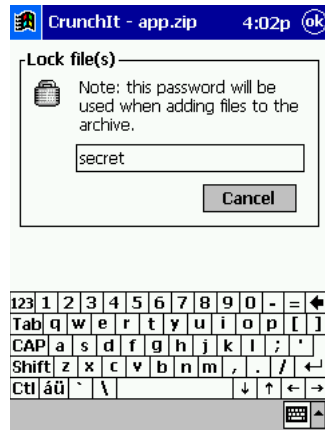 CrunchIt - app.zip 4:02p ok
Lock file(s)
Note: this password will be
used when adding files to the
archive.
secret
Cancel
123 1 2 3 4 5 6 7 8 9 0 - =
Tab q w e r t y u i o p [ ]
CAP a s d f g h j k l ; '
Shift z x c v b n m , . /
Ctl áü ` \